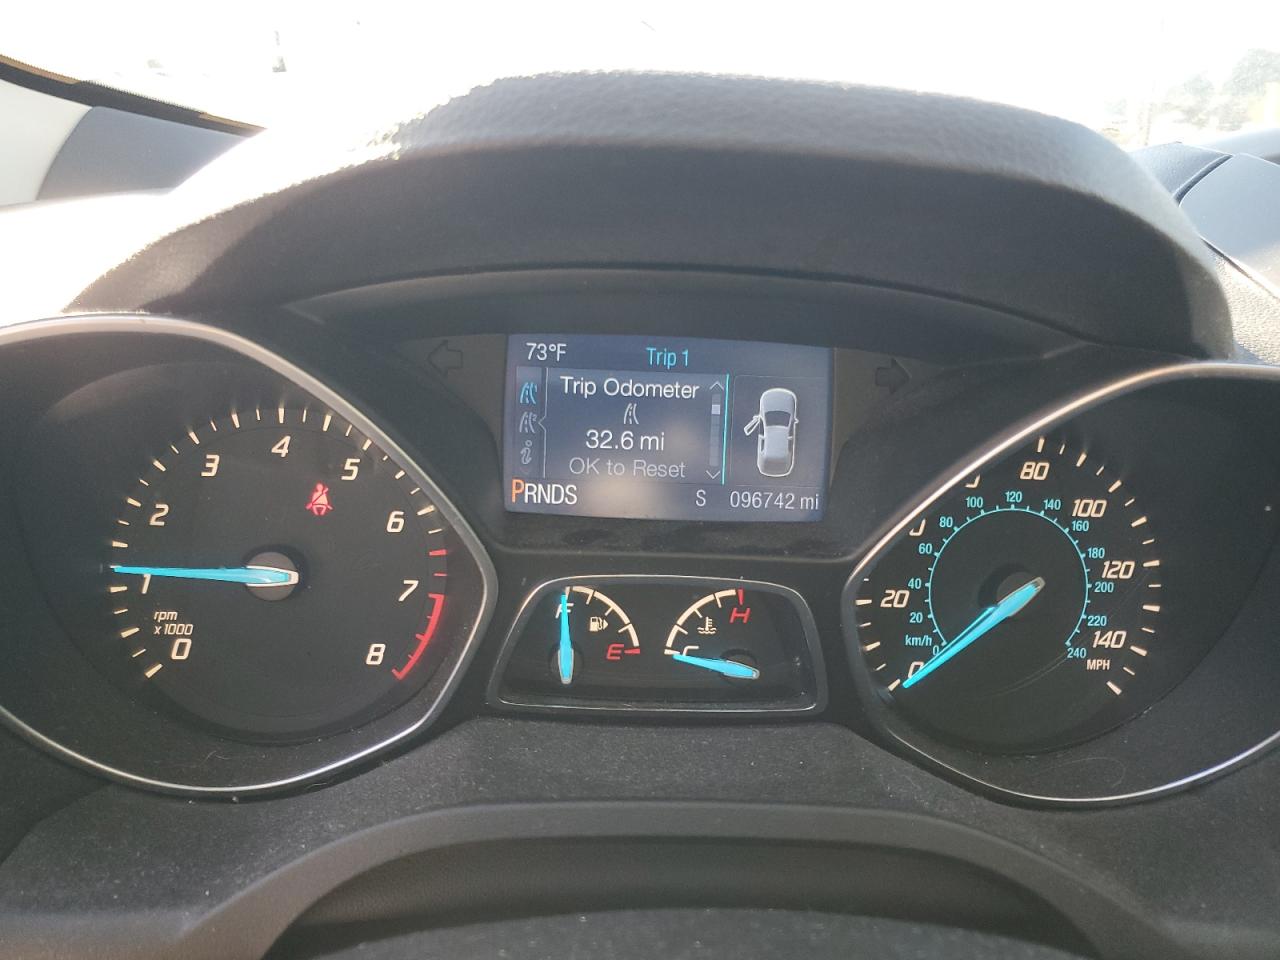 73°F
Trip 1
Trip Odometer
32.6 mi
OK to Reset
PRNDS
S
096742 mi
0
1
2
3
4
5
6
7
8
rpm
x1000
F
E
C
H
0
20
80
100
120
140
MPH
km/h
0
20
40
60
80
100
120
140
160
180
200
220
240